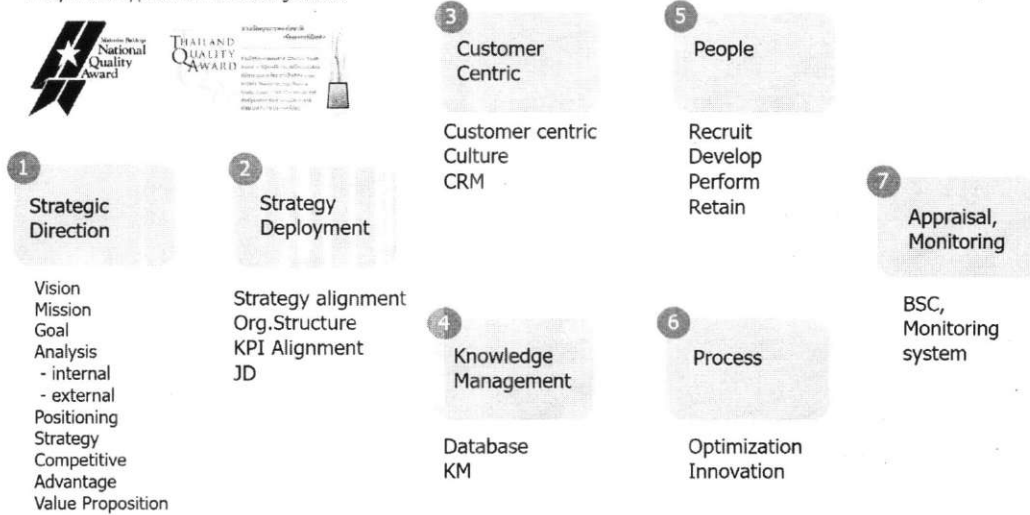 National
Quality
Award
THAILAND
QUALITY
AWARD
1
Strategic
Direction
Vision
Mission
Goal
Analysis
- internal
- external
Positioning
Strategy
Competitive
Advantage
Value Proposition
2
Strategy
Deployment
Strategy alignment
Org.Structure
KPI Alignment
JD
3
Customer
Centric
Customer centric
Culture
CRM
4
Knowledge
Management
Database
KM
5
People
Recruit
Develop
Perform
Retain
6
Process
Optimization
Innovation
7
Appraisal,
Monitoring
BSC,
Monitoring
system